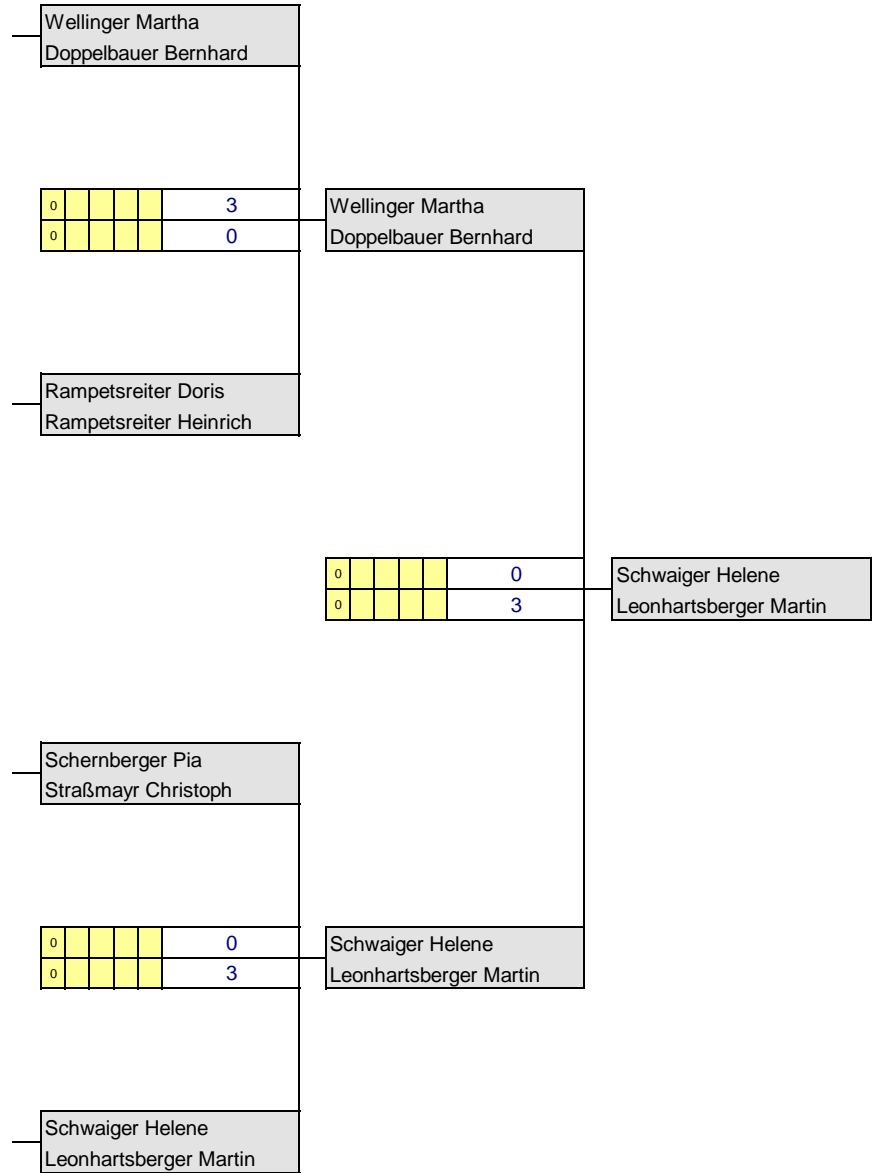 Wellinger Martha
Doppelbauer Bernhard
0 3
0 0
Wellinger Martha
Doppelbauer Bernhard
Rampetsreiter Doris
Rampetsreiter Heinrich
0 0
0 3
Schwaiger Helene
Leonhartsberger Martin
Schernberger Pia
Straßmayr Christoph
0 0
0 3
Schwaiger Helene
Leonhartsberger Martin
Schwaiger Helene
Leonhartsberger Martin